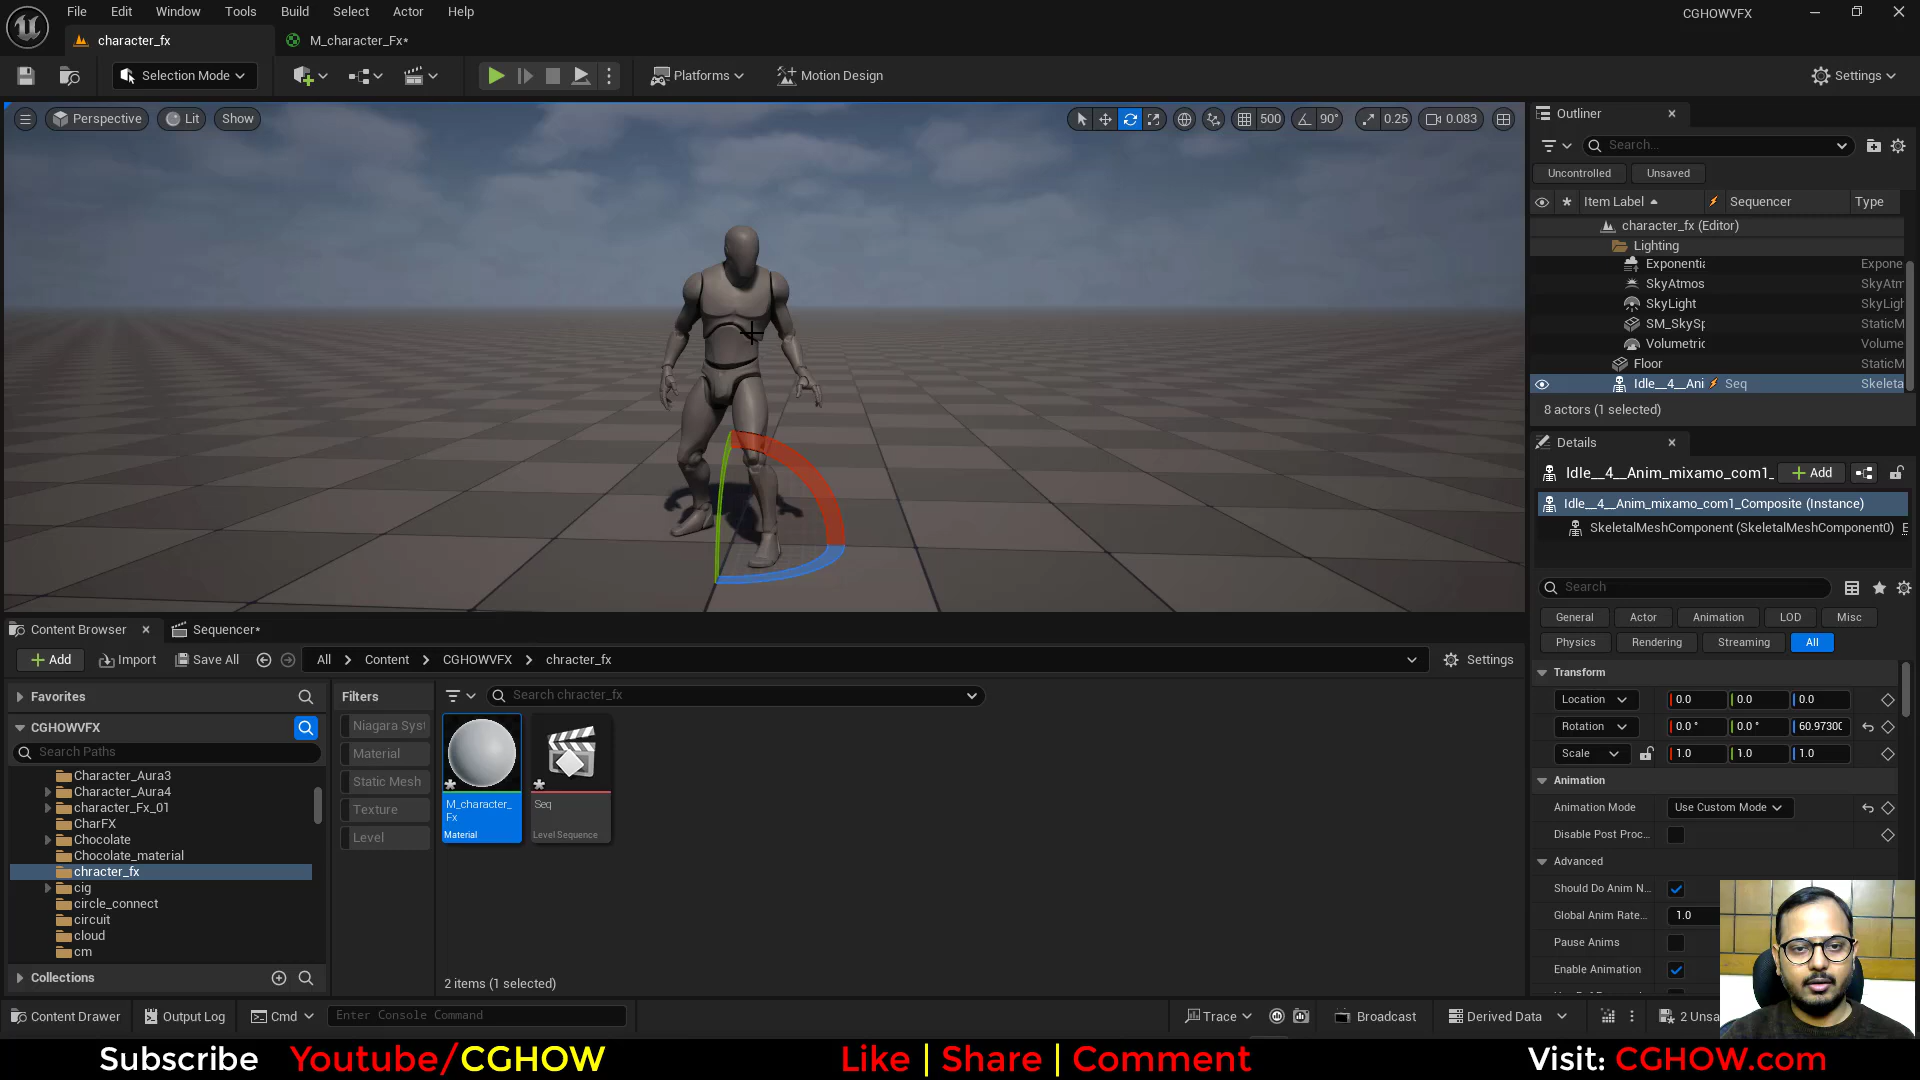 File Edit Window Tools Build Select Actor Help
CGHOWVFX
character_fx
M_character_Fx*
Selection Mode
Platforms
Motion Design
Settings
Perspective
Lit
Show
500
90°
0.25
0.083
Outliner
Search...
Uncontrolled
Unsaved
Item Label
Sequencer
Type
character_fx (Editor)
Lighting
Exponentia
Expone
SkyAtmos
SkyAtm
SkyLight
SkyLigh
SM_SkySp
StaticM
Volumetric
Volume
Floor
StaticM
Idle__4__Ani
Seq
Skeleta
8 actors (1 selected)
Details
Idle__4__Anim_mixamo_com1_
Add
Idle__4__Anim_mixamo_com1_Composite (Instance)
SkeletalMeshComponent (SkeletalMeshComponent0)
E
Search
General
Actor
Animation
LOD
Misc
Physics
Rendering
Streaming
All
Transform
Location
0.0
0.0
0.0
Rotation
0.0 °
0.0 °
60.97300
Scale
1.0
1.0
1.0
Animation
Animation Mode
Use Custom Mode
Disable Post Proc...
Advanced
Should Do Anim N...
Global Anim Rate...
1.0
Pause Anims
Enable Animation
Content Browser
Sequencer*
Add
Import
Save All
All
Content
CGHOWVFX
chracter_fx
Settings
Favorites
CGHOWVFX
Search Paths
Character_Aura3
Character_Aura4
character_Fx_01
CharFX
Chocolate
Chocolate_material
chracter_fx
cig
circle_connect
circuit
cloud
cm
Collections
Filters
Niagara Syst
Material
Static Mesh
Texture
Level
Search chracter_fx
M_character_
Fx
Material
Seq
Level Sequence
2 items (1 selected)
Content Drawer
Output Log
Cmd
Enter Console Command
Trace
Broadcast
Derived Data
2 Unsa
Subscribe Youtube/CGHOW
Like | Share | Comment
Visit: CGHOW.com